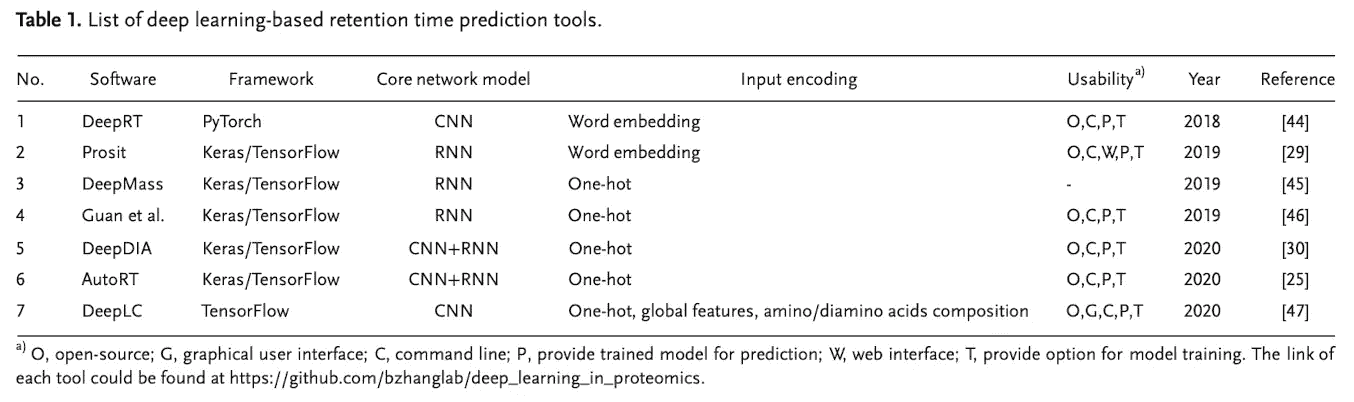 Table 1. List of deep learning-based retention time prediction tools.
No. Software Framework Core network model Input encoding Usability a) Year Reference
1 DeepRT PyTorch CNN Word embedding O,C,P,T 2018 [44]
2 Prosit Keras/TensorFlow RNN Word embedding O,C,W,P,T 2019 [29]
3 DeepMass Keras/TensorFlow RNN One-hot - 2019 [45]
4 Guan et al. Keras/TensorFlow RNN One-hot O,C,P,T 2019 [46]
5 DeepDIA Keras/TensorFlow CNN+RNN One-hot O,C,P,T 2020 [30]
6 AutoRT Keras/TensorFlow CNN+RNN One-hot O,C,P,T 2020 [25]
7 DeepLC TensorFlow CNN One-hot, global features, amino/diamino acids composition O,G,C,P,T 2020 [47]
a) O, open-source; G, graphical user interface; C, command line; P, provide trained model for prediction; W, web interface; T, provide option for model training. The link of
each tool could be found at https://github.com/bzhanglab/deep_learning_in_proteomics.